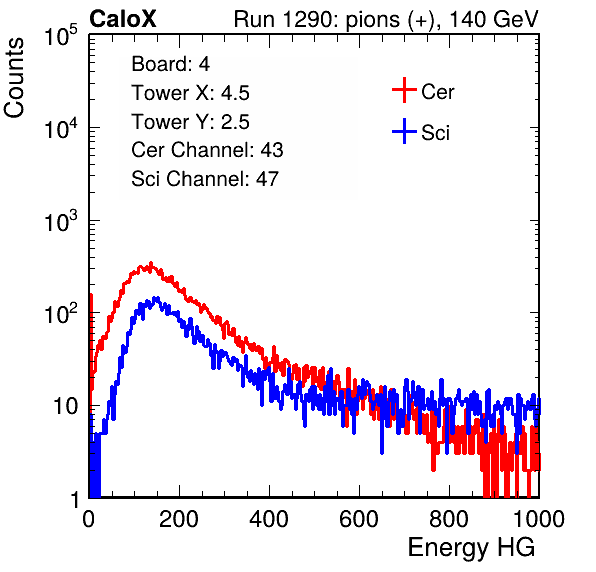 CaloX Run 1290: pions (+), 140 GeV
Counts
Board: 4
Tower X: 4.5
Tower Y: 2.5
Cer Channel: 43
Sci Channel: 47
Cer
Sci
10^5
10^4
10^3
10^2
10
1
0 200 400 600 800 1000
Energy HG